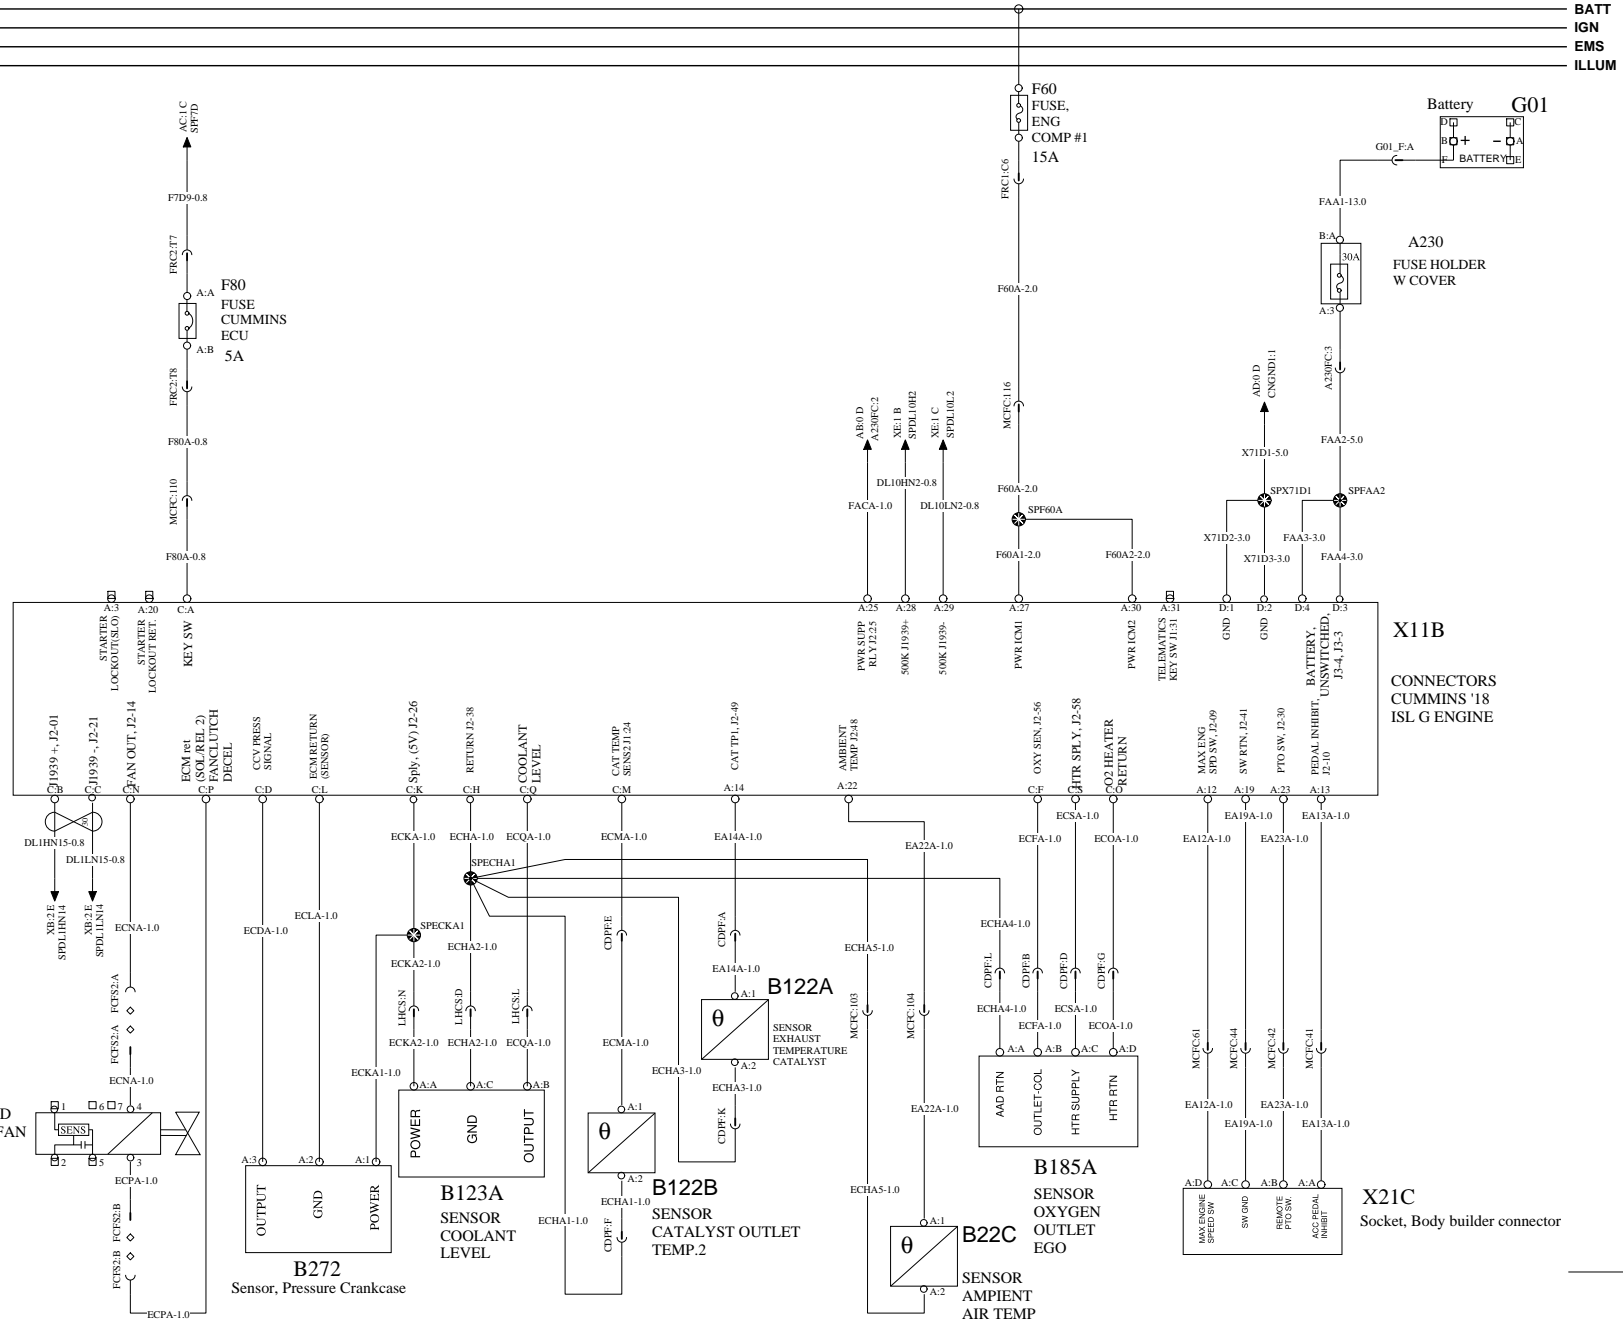 BATT
IGN
EMS
ILLUM
AC:1 C
SPF7D
F7D9-0.8
FRC2:T7
A:A
F80
FUSE
CUMMINS
ECU
5A
A:B
FRC2:T8
F80A-0.8
MCFC:110
F80A-0.8
F60
FUSE,
ENG
COMP #1
15A
FRC1:C6
F60A-2.0
MCFC:116
F60A-2.0
SPF60A
F60A1-2.0
F60A2-2.0
AB:0 D
A230FC:2
FACA-1.0
XE:1 B
SPDL10H2
DL10HN2-0.8
XE:1 C
SPDL10L2
DL10LN2-0.8
Battery
G01
D
C
B
+
-
A
F
BATTERY
E
G01_F:A
FAA1-13.0
B:A
30A
A230
FUSE HOLDER
W COVER
A:3
A230FC:3
FAA2-5.0
SPFAA2
FAA3-3.0
FAA4-3.0
AD:0 D
CNGND1:1
X71D1-5.0
SPX71D1
X71D2-3.0
X71D3-3.0
A:3
A:20
C:A
A:25
A:28
A:29
A:27
A:30
A:31
D:1
D:2
D:4
D:3
STARTER
LOCKOUT(SLO)
STARTER
LOCKOUT RET.
KEY SW
PWR SUPP
RLY J2:25
500K J1939+
500K J1939-
PWR ICM1
PWR ICM2
TELEMATICS
KEY SW J1:31
GND
GND
BATTERY,
UNSWITCHED,
J3-4, J3-3
X11B
CONNECTORS
CUMMINS '18
ISL G ENGINE
J1939 +, J2-01
J1939 -, J2-21
FAN OUT, J2-14
ECM ret
(SOL/REL 2)
FANCLUTCH
DECEL
CCV PRESS
SIGNAL
ECM RETURN
(SENSOR)
Sply, (5V) J2-26
RETURN J2-38
COOLANT
LEVEL
CAT TEMP
SENS2 J1:24
CAT TP1, J2-49
AMBIENT
TEMP J2:48
OXY SEN, J2-56
HTR SPLY, J2-58
O2 HEATER
RETURN
MAX ENG
SPD SW, J2-09
SW RTN, J2-41
PTO SW, J2-30
PEDAL INHIBIT,
J2-10
C:B
C:C
C:N
C:P
C:D
C:L
C:K
C:H
C:Q
C:M
A:14
A:22
C:F
C:S
C:O
A:12
A:19
A:23
A:13
30
DL1HN15-0.8
DL1LN15-0.8
XB:2 E
SPDL1HN14
XB:2 E
SPDL1LN14
ECNA-1.0
FCFS2:A
FCFS2:A
ECNA-1.0
D
FAN
1
6
7
4
SENS
2
5
3
ECPA-1.0
FCFS2:B
FCFS2:B
ECPA-1.0
ECDA-1.0
ECLA-1.0
A:3
A:2
A:1
OUTPUT
GND
POWER
B272
Sensor, Pressure Crankcase
ECKA-1.0
SPECKA1
ECKA2-1.0
LHCS:N
ECKA2-1.0
ECKA1-1.0
ECHA-1.0
SPECHA1
ECHA2-1.0
LHCS:D
ECHA2-1.0
ECQA-1.0
LHCS:L
ECQA-1.0
A:A
A:C
A:B
POWER
GND
OUTPUT
B123A
SENSOR
COOLANT
LEVEL
ECMA-1.0
CDPF:E
ECMA-1.0
A:1
θ
A:2
B122B
SENSOR
CATALYST OUTLET
TEMP.2
ECHA1-1.0
CDPF:F
ECHA1-1.0
EA14A-1.0
CDPF:A
EA14A-1.0
A:1
θ
B122A
SENSOR
EXHAUST
TEMPERATURE
CATALYST
A:2
ECHA3-1.0
ECHA3-1.0
CDPF:K
ECHA5-1.0
MCFC:103
ECHA5-1.0
EA22A-1.0
MCFC:104
EA22A-1.0
A:1
θ
A:2
B22C
SENSOR
AMPIENT
AIR TEMP
ECHA4-1.0
CDPF:L
ECHA4-1.0
ECFA-1.0
CDPF:B
ECFA-1.0
ECSA-1.0
CDPF:D
ECSA-1.0
ECOA-1.0
CDPF:G
ECOA-1.0
A:A
A:B
A:C
A:D
AAD RTN
OUTLET-COL
HTR SUPPLY
HTR RTN
B185A
SENSOR
OXYGEN
OUTLET
EGO
EA12A-1.0
EA19A-1.0
EA23A-1.0
EA13A-1.0
MCFC:61
MCFC:44
MCFC:42
MCFC:41
EA12A-1.0
EA19A-1.0
EA23A-1.0
EA13A-1.0
A:D
A:C
A:B
A:A
MAX ENGINE
SPEED SW
SW GND
REMOTE
PTO SW.
ACC PEDAL
INHIBIT
X21C
Socket, Body builder connector